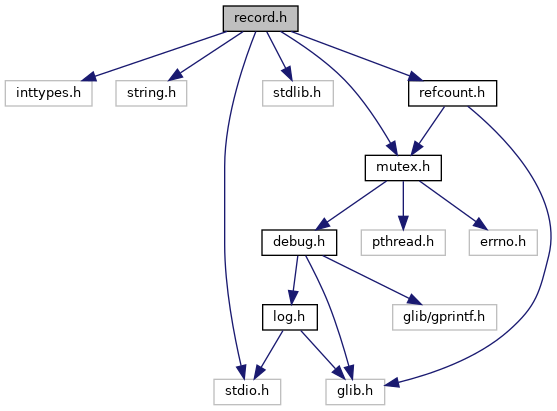 record.h
inttypes.h
string.h
stdlib.h
refcount.h
mutex.h
debug.h
pthread.h
errno.h
log.h
glib/gprintf.h
stdio.h
glib.h